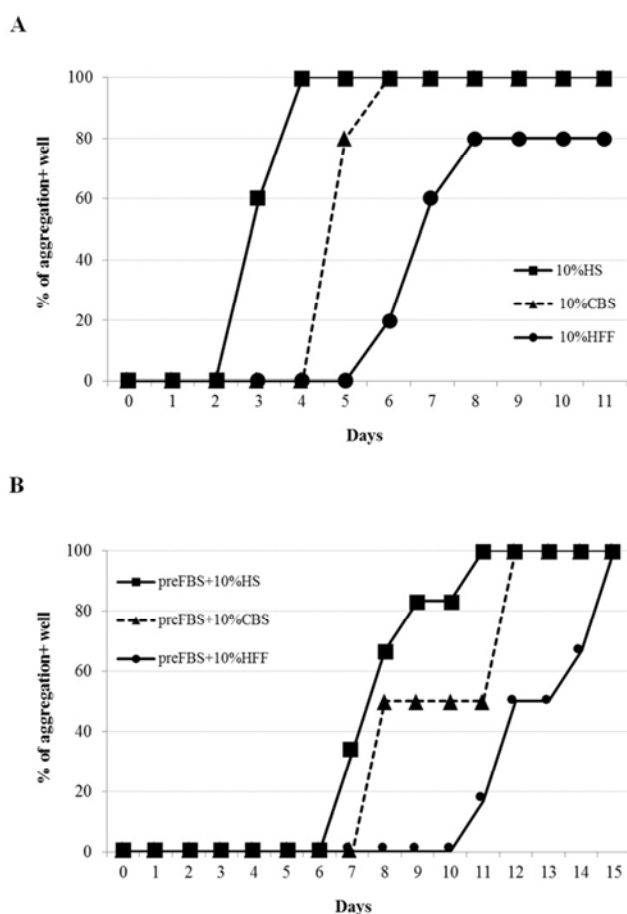 A
100
80
60
40
20
0
% of aggregation+ well
10%HS
10%CBS
10%HFF
0 1 2 3 4 5 6 7 8 9 10 11
Days
B
100
80
60
40
20
0
% of aggregation+ well
preFBS+10%HS
preFBS+10%CBS
preFBS+10%HFF
0 1 2 3 4 5 6 7 8 9 10 11 12 13 14 15
Days